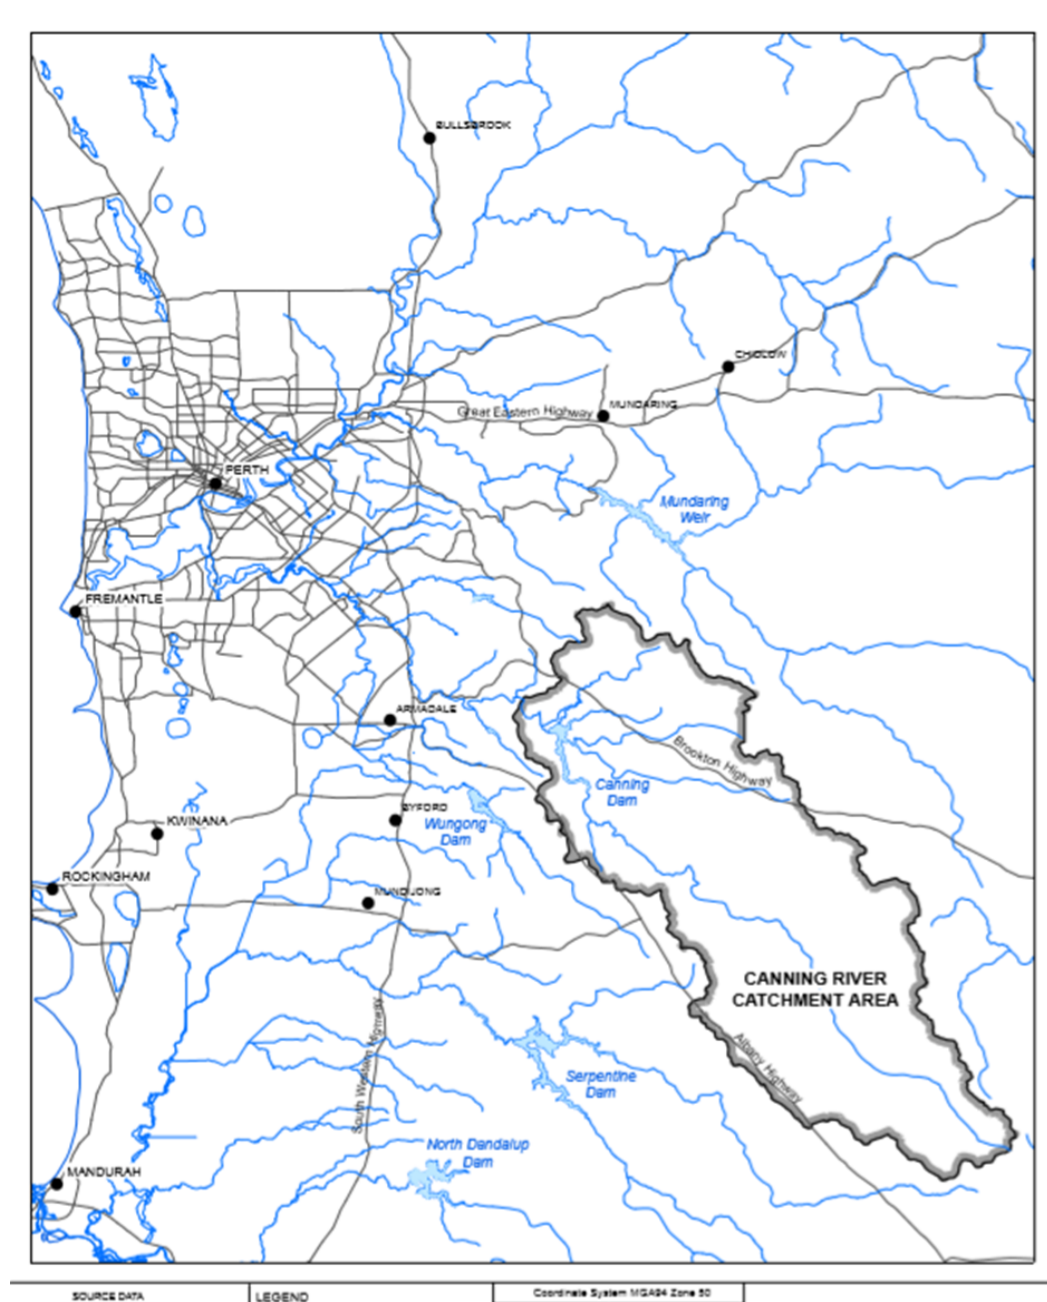 BULLSBROOK
CHIDLOW
MUNDARING
Great Eastern Highway
PERTH
Mundaring
Weir
FREMANTLE
ARMADALE
Brookton Highway
Canning
Dam
BYFORD
Wungong
Dam
KWINANA
ROCKINGHAM
MUNDIJONG
CANNING RIVER
CATCHMENT AREA
South Western Highway
Albany Highway
Serpentine
Dam
North Dandalup
Dam
MANDURAH
SOURCE DATA
LEGEND
Coordinate System MGA94 Zone 50